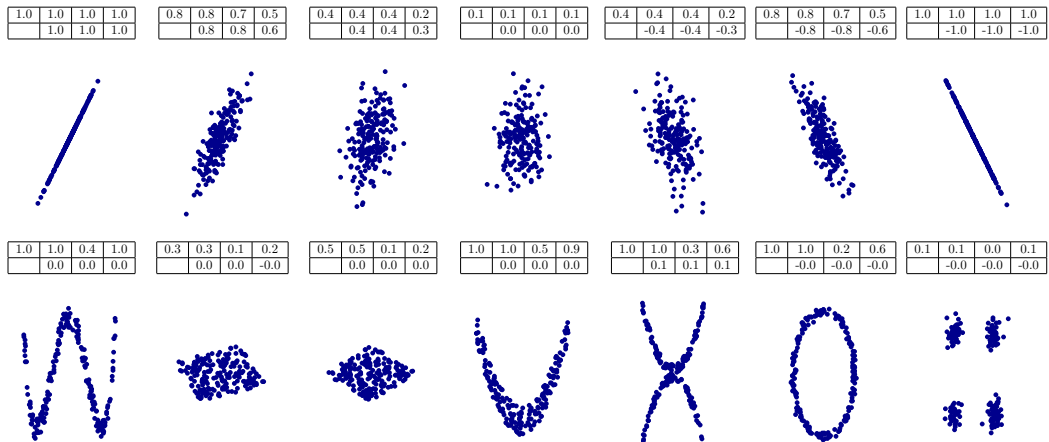 1.0 1.0 1.0 1.0
1.0 1.0 1.0
0.8 0.8 0.7 0.5
0.8 0.8 0.6
0.4 0.4 0.4 0.2
0.4 0.4 0.3
0.1 0.1 0.1 0.1
0.0 0.0 0.0
0.4 0.4 0.4 0.2
-0.4 -0.4 -0.3
0.8 0.8 0.7 0.5
-0.8 -0.8 -0.6
1.0 1.0 1.0 1.0
-1.0 -1.0 -1.0
1.0 1.0 0.4 1.0
0.0 0.0 0.0
0.3 0.3 0.1 0.2
0.0 0.0 -0.0
0.5 0.5 0.1 0.2
0.0 0.0 0.0
1.0 1.0 0.5 0.9
0.0 0.0 0.0
1.0 1.0 0.3 0.6
0.1 0.1 0.1
1.0 1.0 0.2 0.6
-0.0 -0.0 -0.0
0.1 0.1 0.0 0.1
-0.0 -0.0 -0.0